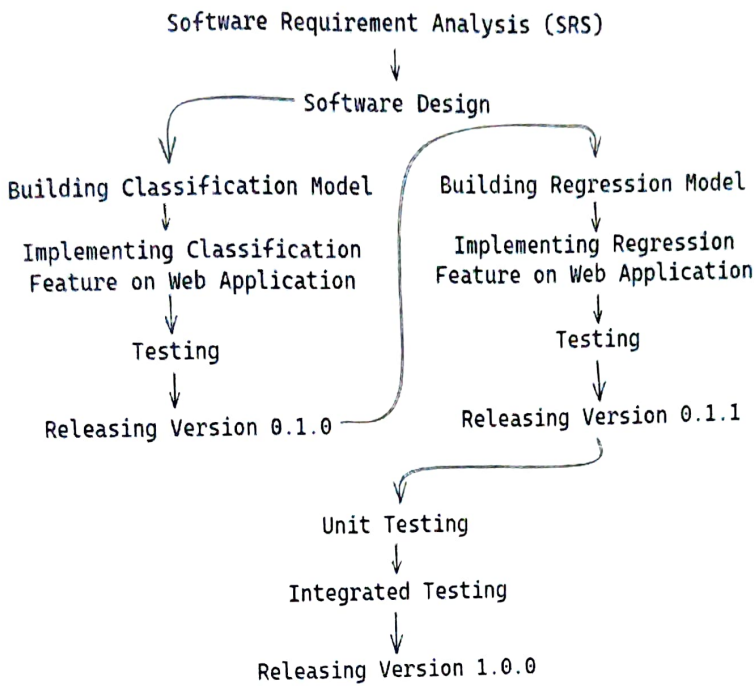 Software Requirement Analysis (SRS)
Software Design
Building Classification Model
Implementing Classification
Feature on Web Application
Testing
Releasing Version 0.1.0
Building Regression Model
Implementing Regression
Feature on Web Application
Testing
Releasing Version 0.1.1
Unit Testing
Integrated Testing
Releasing Version 1.0.0